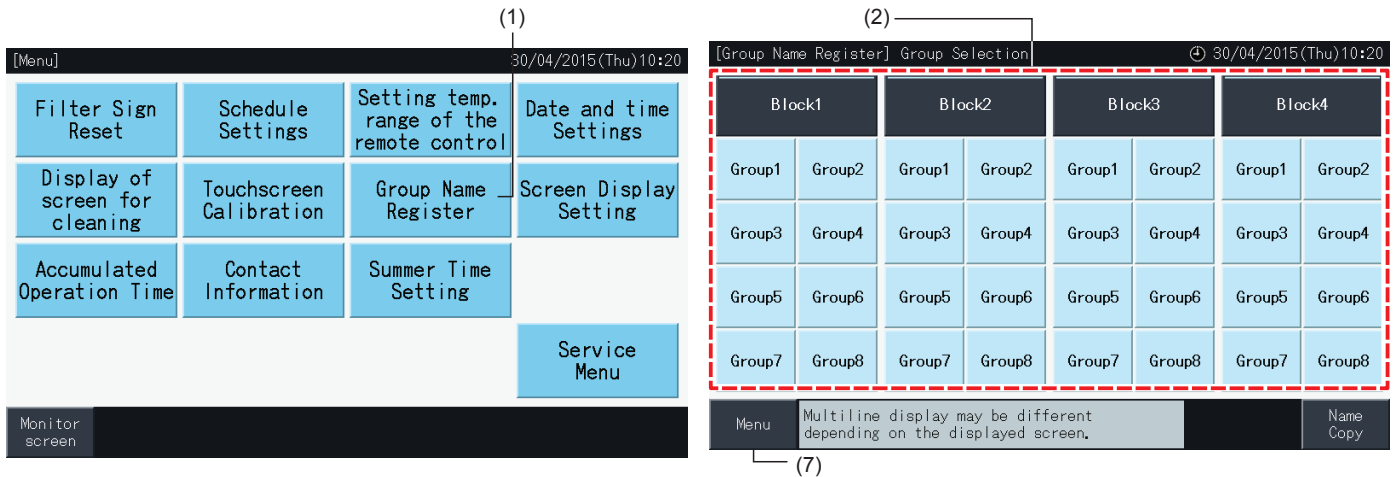 (1)
[Menu] 30/04/2015(Thu)10:20
Filter Sign
Reset
Schedule
Settings
Setting temp.
range of the
remote control
Date and time
Settings
Display of
screen for
cleaning
Touchscreen
Calibration
Group Name
Register
Screen Display
Setting
Accumulated
Operation Time
Contact
Information
Summer Time
Setting
Service
Menu
Monitor
screen
(2)
[Group Name Register] Group Selection 30/04/2015(Thu)10:20
Block1 Block2 Block3 Block4
Group1 Group2 Group1 Group2 Group1 Group2 Group1 Group2
Group3 Group4 Group3 Group4 Group3 Group4 Group3 Group4
Group5 Group6 Group5 Group6 Group5 Group6 Group5 Group6
Group7 Group8 Group7 Group8 Group7 Group8 Group7 Group8
Menu
Multiline display may be different
depending on the displayed screen.
Name
Copy
(7)